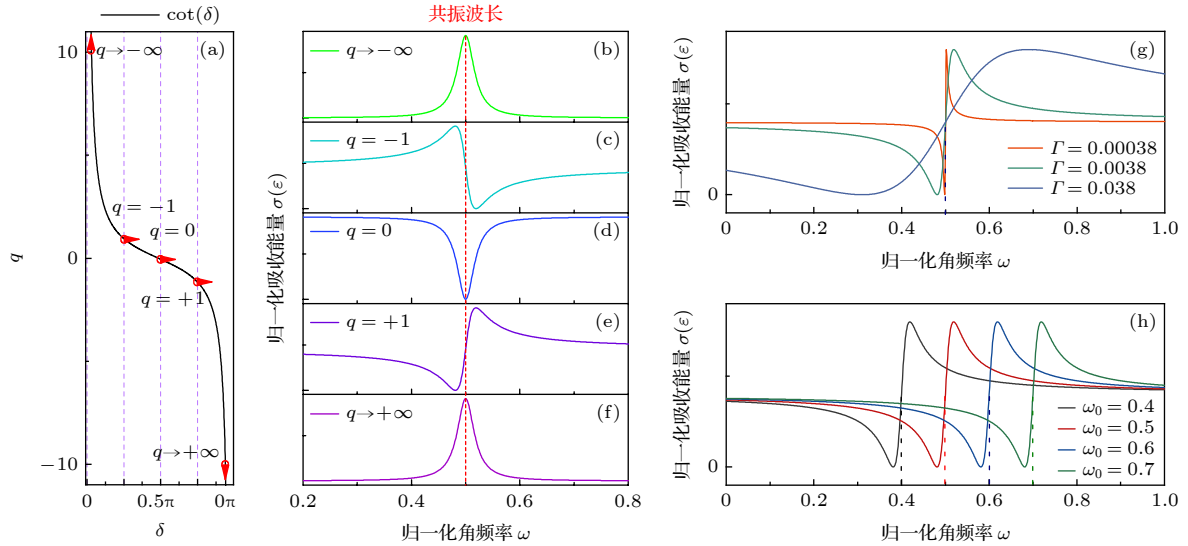 cot(δ)
(a)
10
0
−10
q
q→−∞
q = −1
q = 0
q = +1
q→+∞
0
0.5π
0π
δ
共振波长
q→−∞
(b)
q = −1
(c)
q = 0
(d)
q = +1
(e)
q→+∞
(f)
归一化吸收能量 σ(ε)
0.2
0.4
0.6
0.8
归一化角频率 ω
(g)
归一化吸收能量 σ(ε)
0
Γ = 0.00038
Γ = 0.0038
Γ = 0.038
0
0.2
0.4
0.6
0.8
1.0
归一化角频率 ω
(h)
归一化吸收能量 σ(ε)
0
ω₀ = 0.4
ω₀ = 0.5
ω₀ = 0.6
ω₀ = 0.7
0
0.2
0.4
0.6
0.8
1.0
归一化角频率 ω